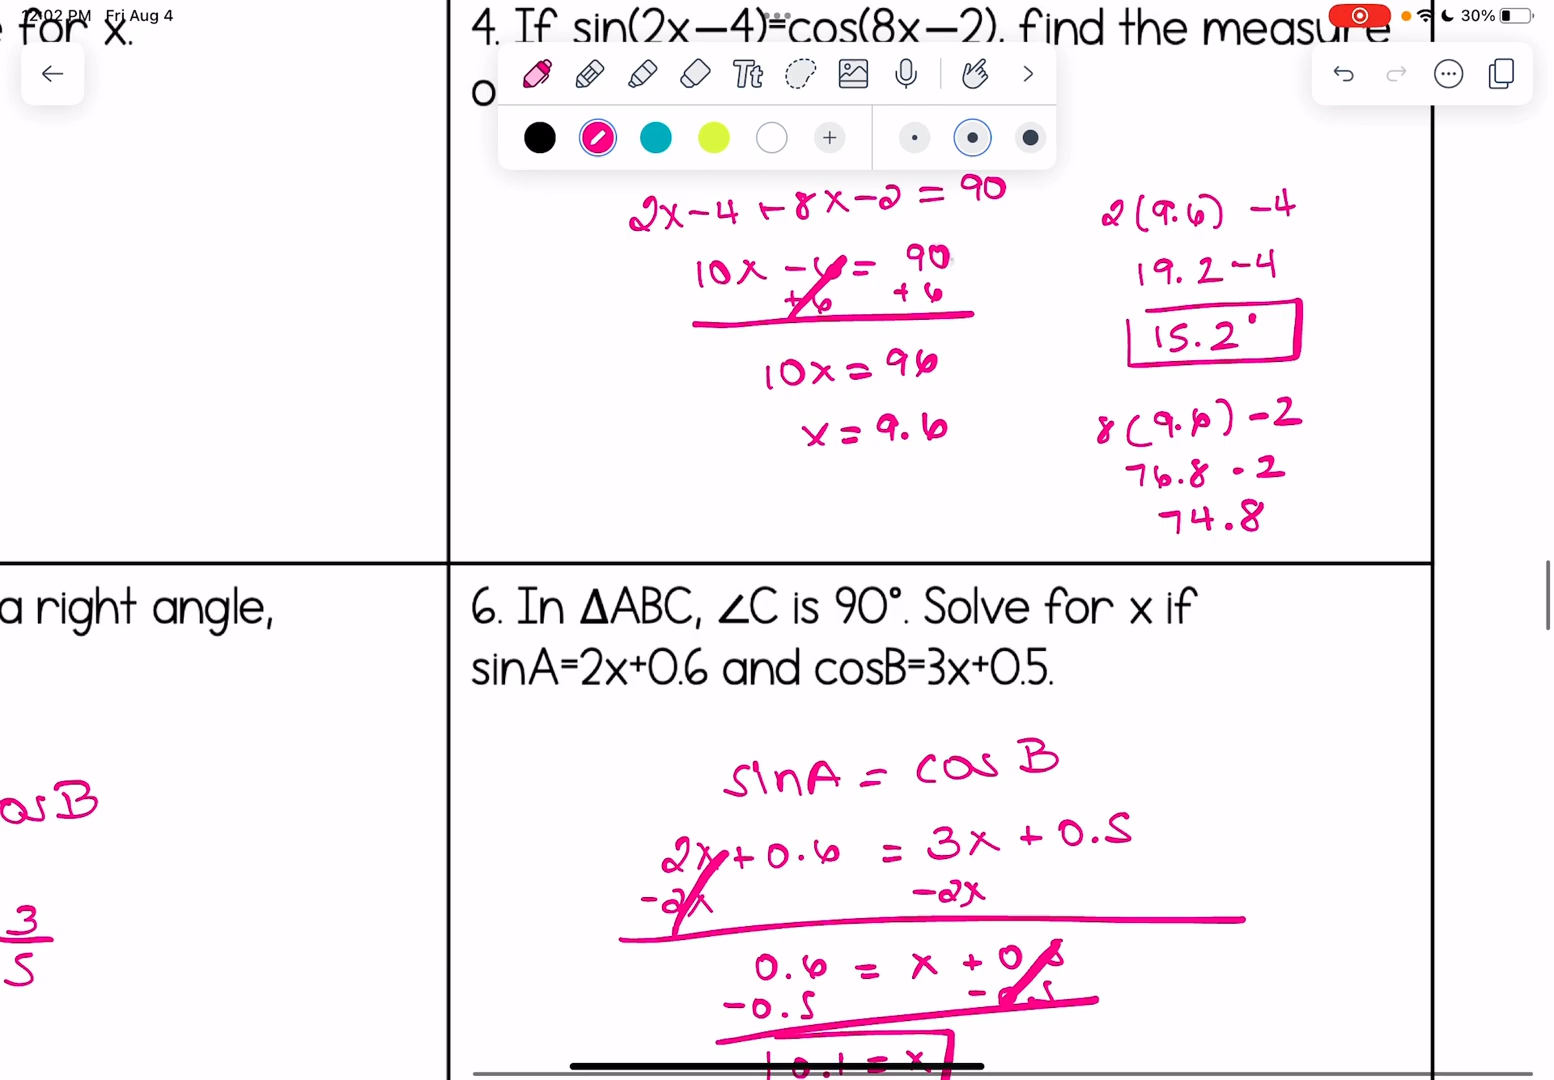 12:02 PM Fri Aug 4
30%
for x.
4. If sin(2x−4)=cos(8x−2), find the measure
Tt
2x−4+8x−2 = 90
10x −6 = 90
+6 +6
10x = 96
x = 9.6
2(9.6) −4
19.2−4
15.2°
8(9.6)−2
76.8 - 2
74.8
a right angle,
osB
3
5
6. In ΔABC, ∠C is 90°. Solve for x if
sinA=2x+0.6 and cosB=3x+0.5.
sinA = cos B
2x+0.6 = 3x + 0.5
−2x −2x
0.6 = x + 0.5
−0.5 −0.5
0.1 = x